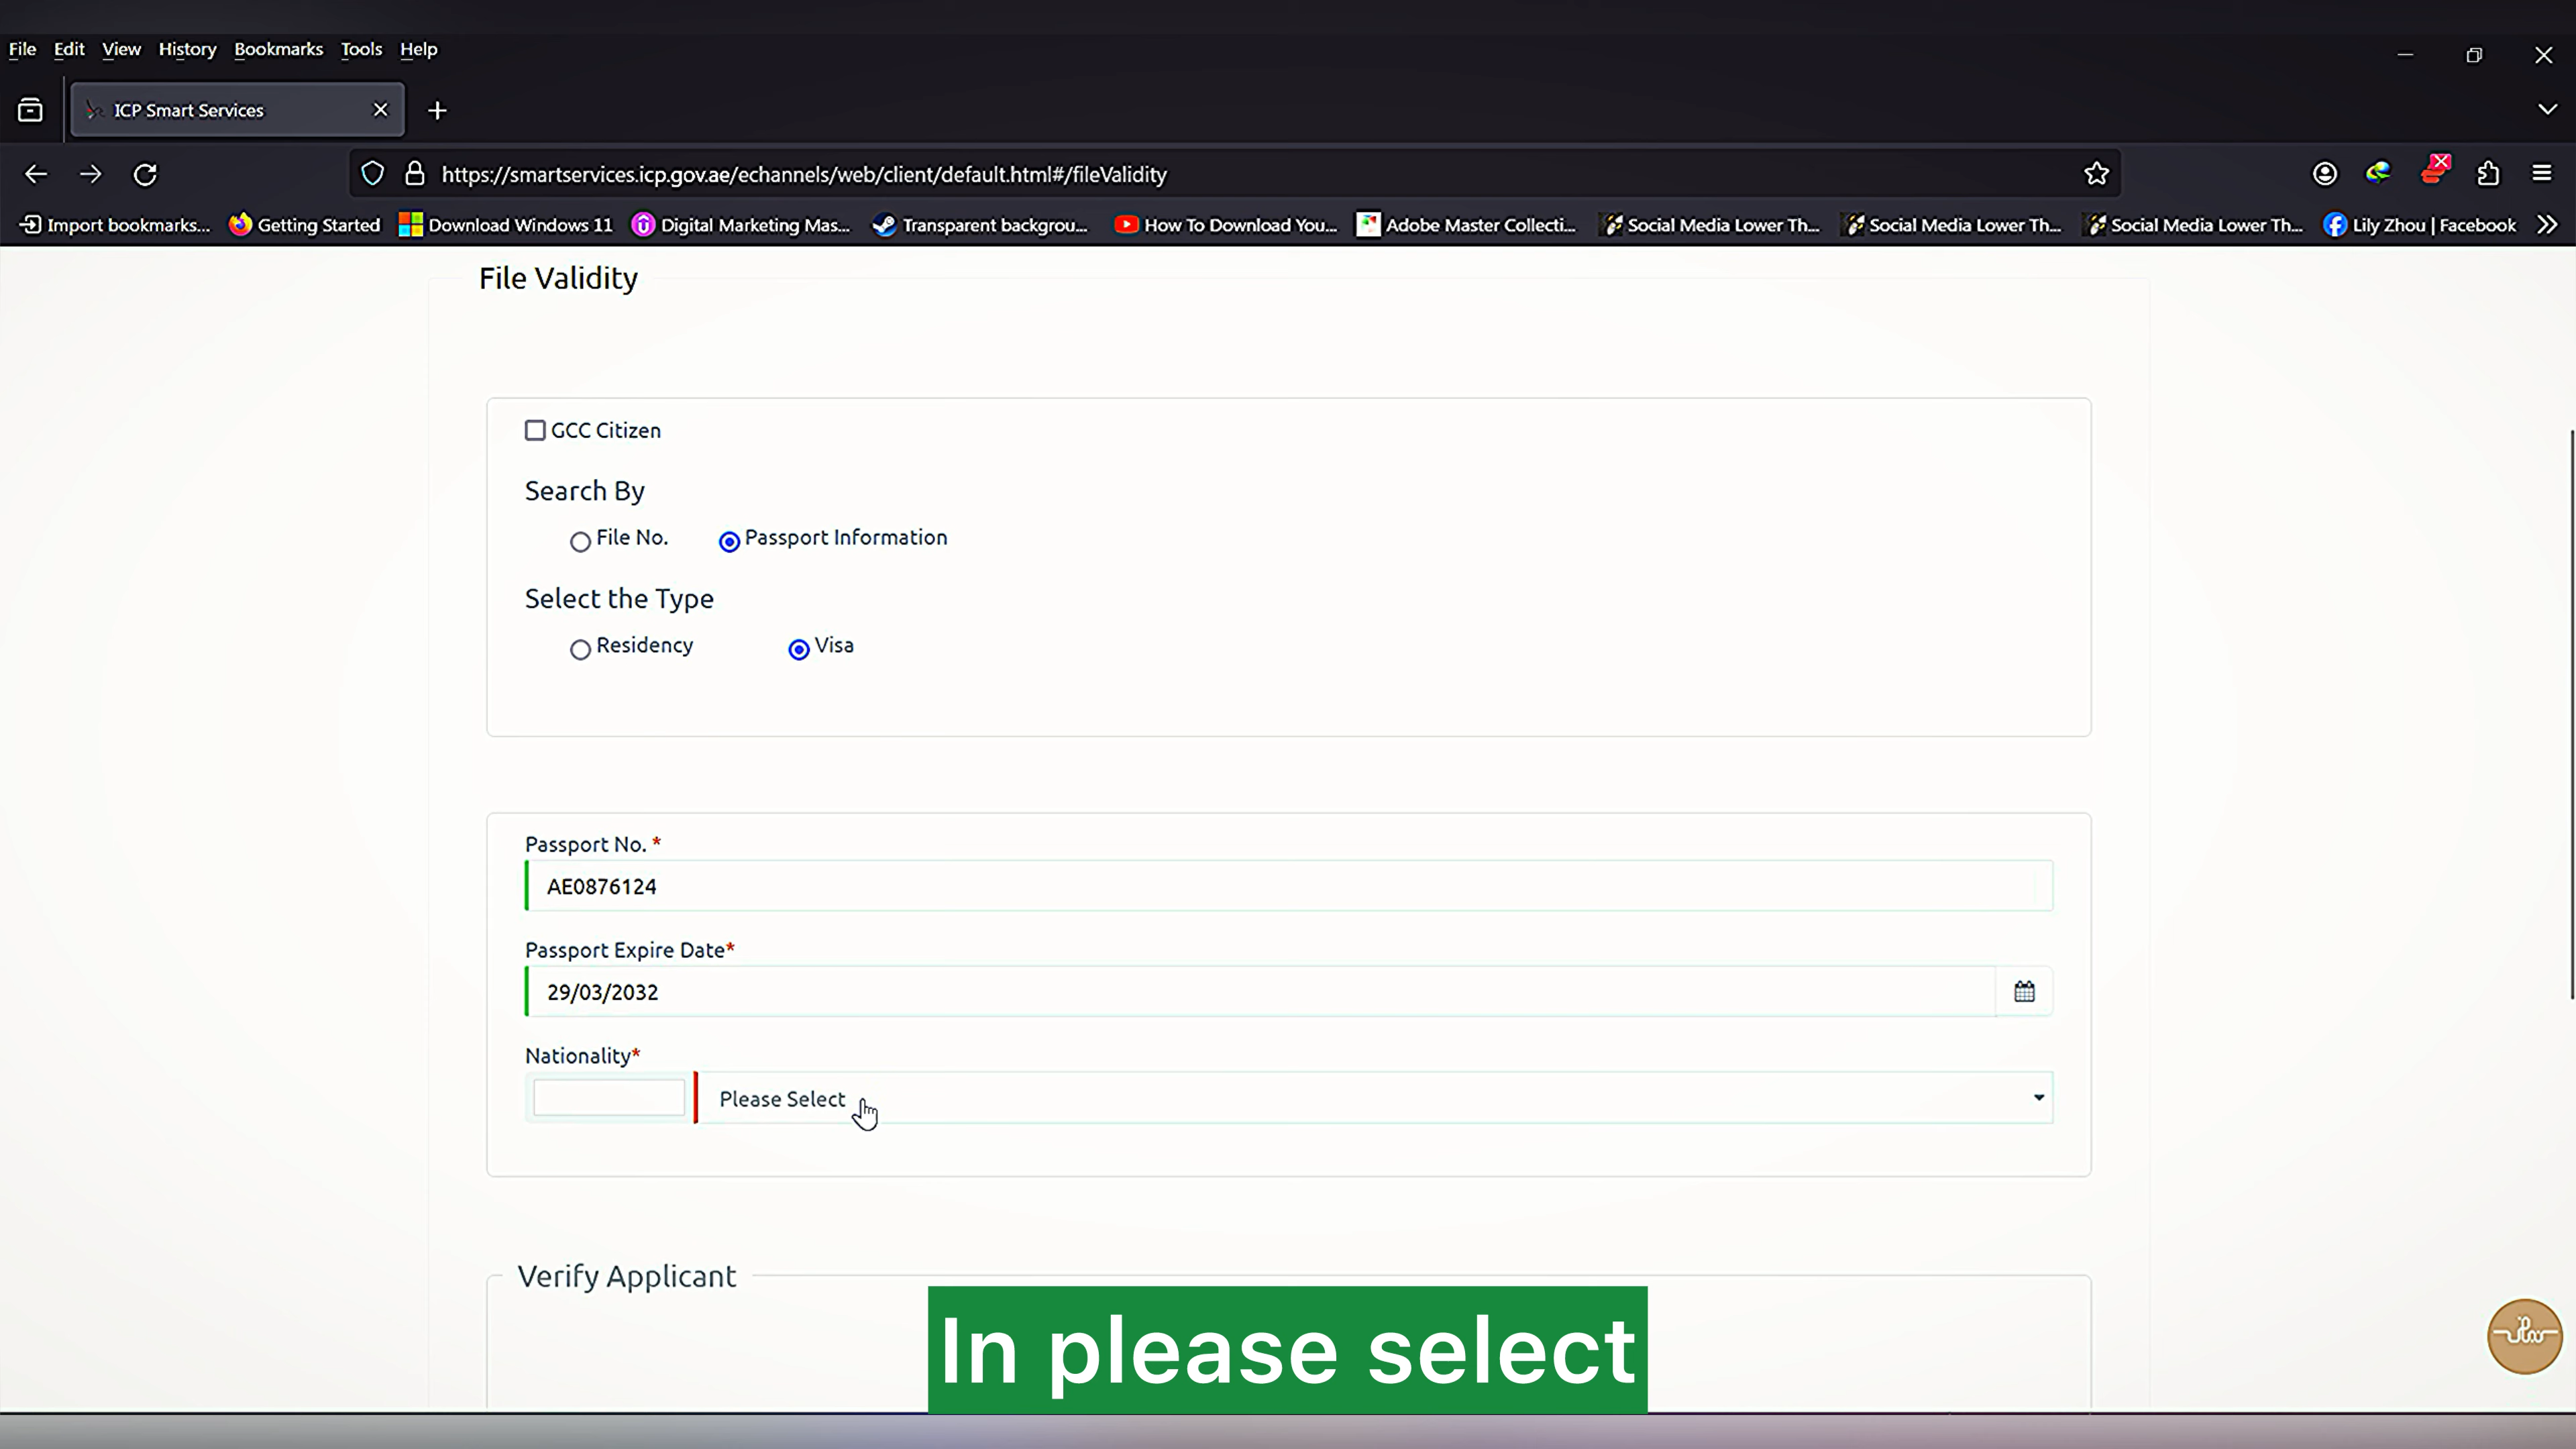 File Edit View History Bookmarks Tools Help
ICP Smart Services
https://smartservices.icp.gov.ae/echannels/web/client/default.html#/fileValidity
Import bookmarks... Getting Started Download Windows 11 Digital Marketing Mas... Transparent backgrou... How To Download You... Adobe Master Collecti... Social Media Lower Th... Social Media Lower Th... Social Media Lower Th... Lily Zhou | Facebook
File Validity
GCC Citizen
Search By
File No. Passport Information
Select the Type
Residency Visa
Passport No. *
AE0876124
Passport Expire Date*
29/03/2032
Nationality*
Please Select
Verify Applicant
In please select